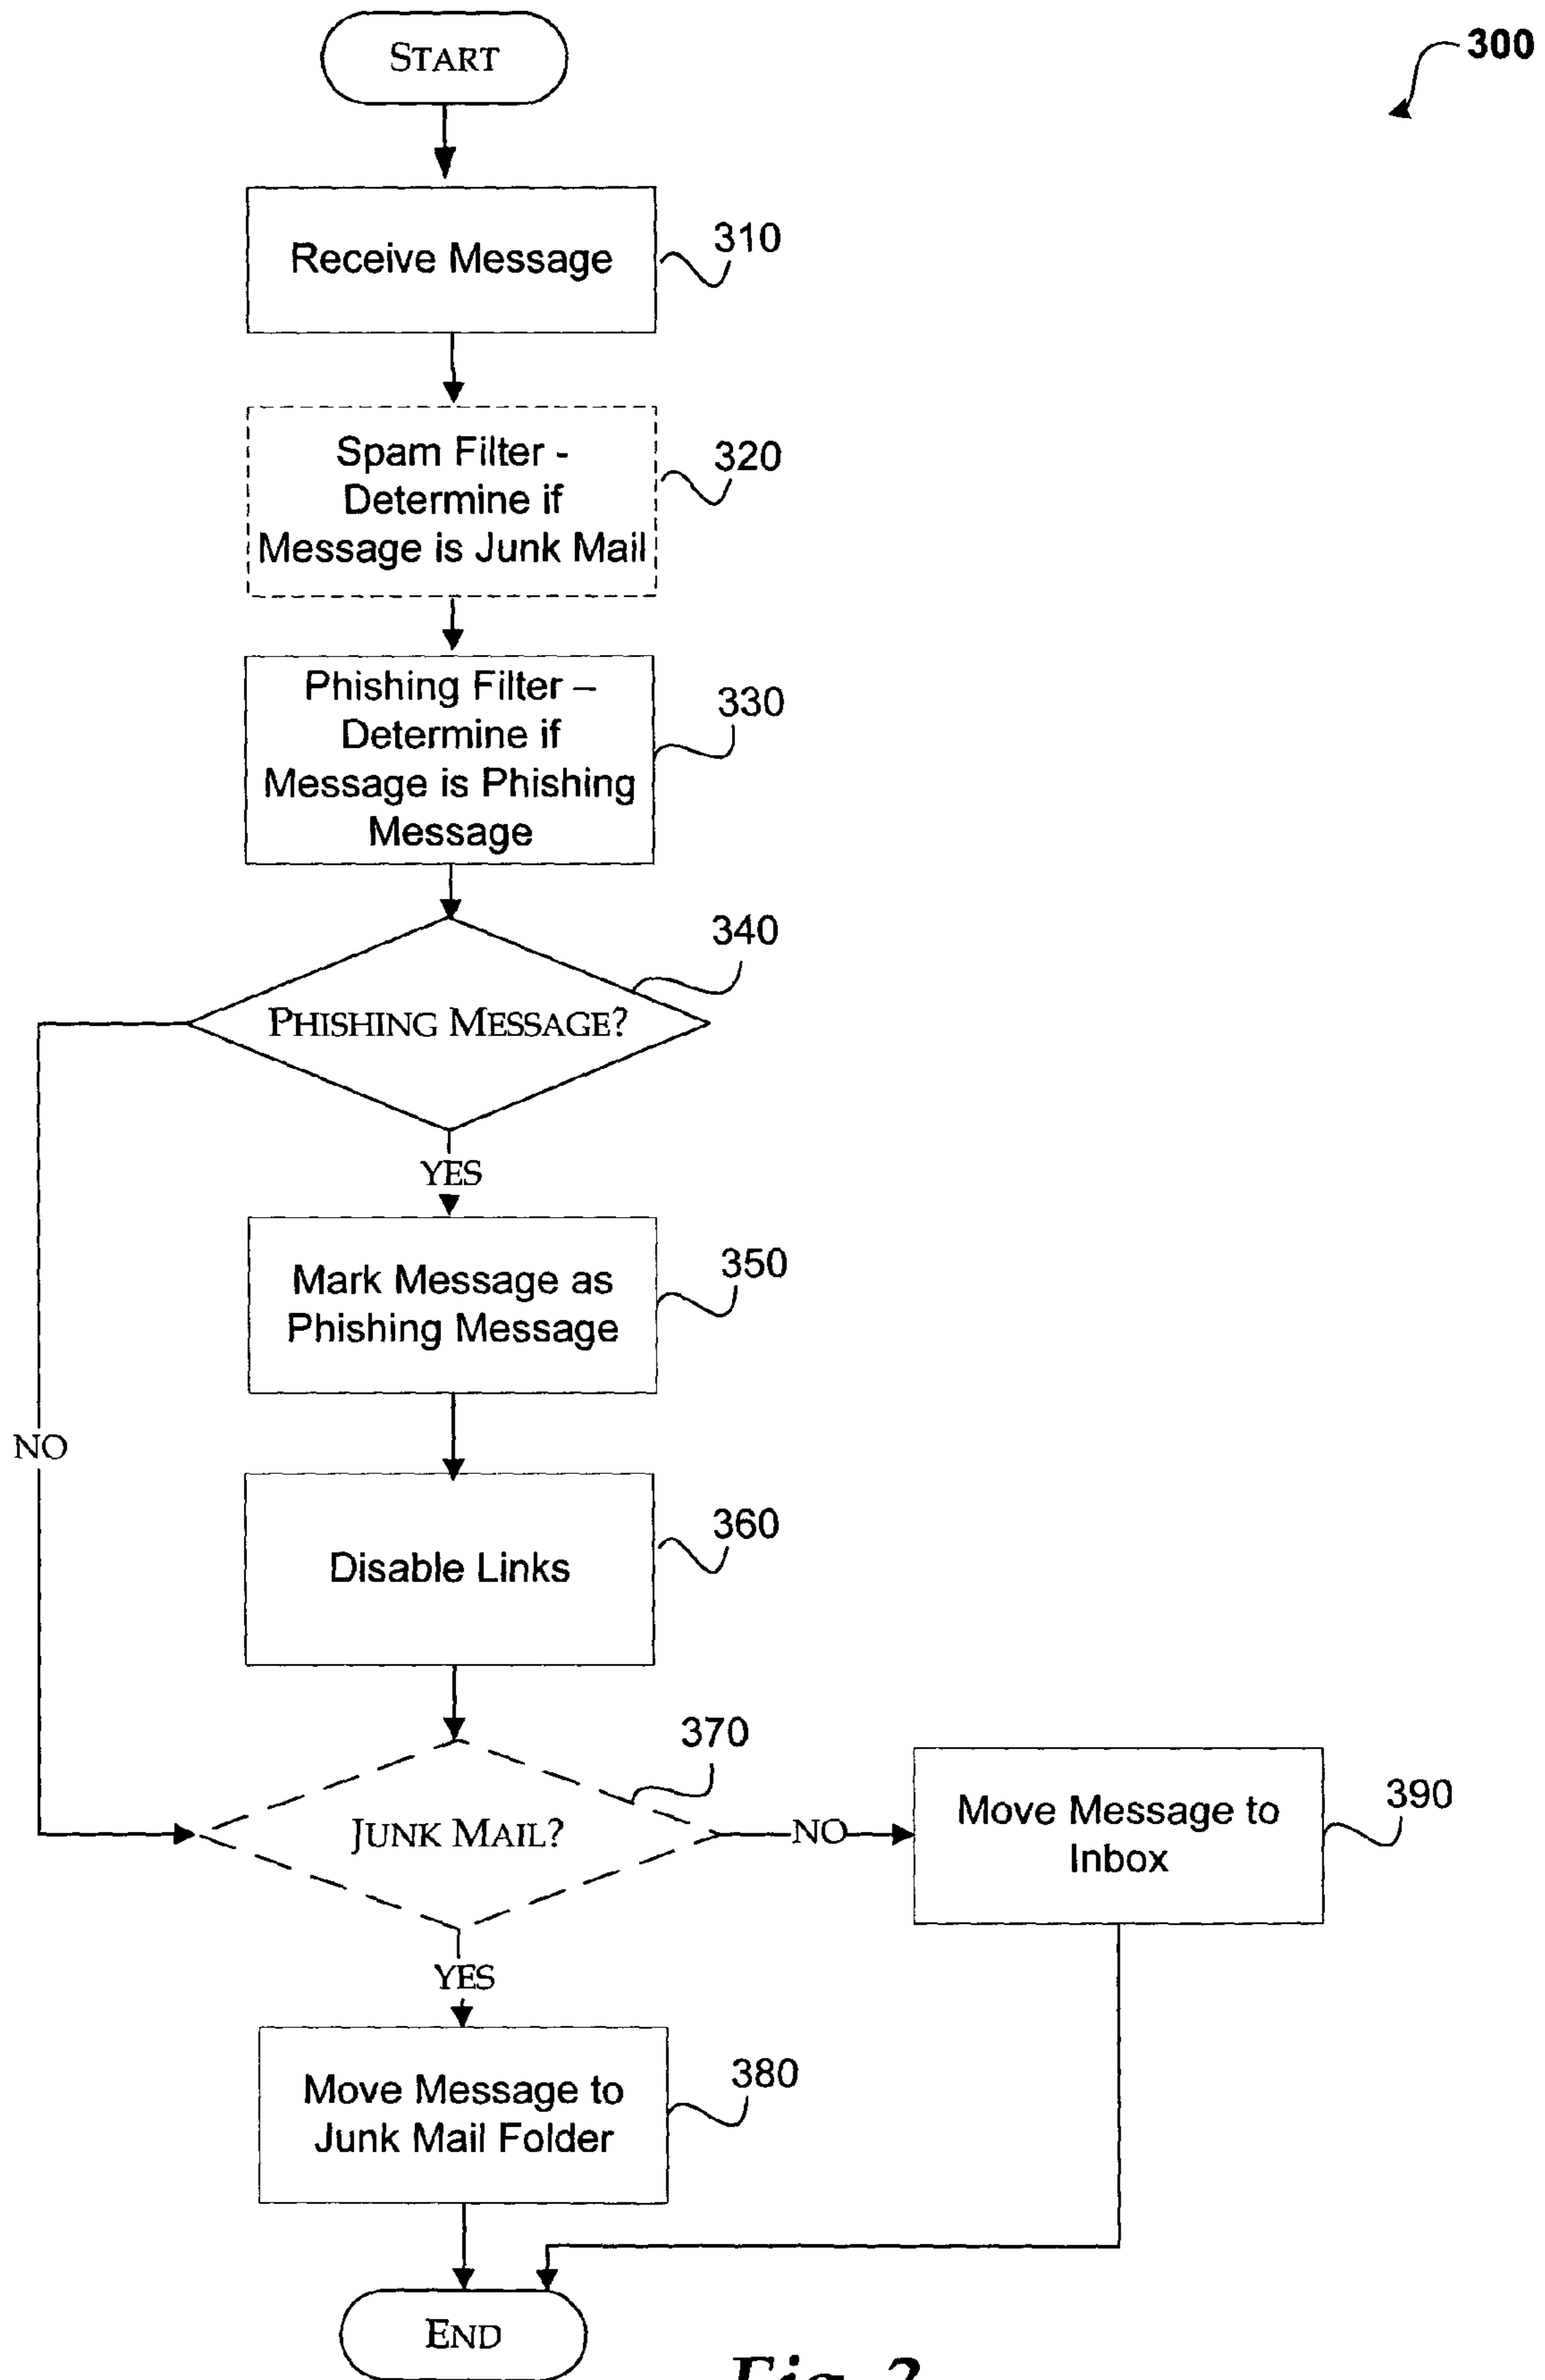 START
300
Receive Message
310
Spam Filter -
Determine if
Message is Junk Mail
320
Phishing Filter –
Determine if
Message is Phishing
Message
330
340
PHISHING MESSAGE?
YES
Mark Message as
Phishing Message
350
NO
Disable Links
360
370
JUNK MAIL?
NO
Move Message to
Inbox
390
YES
Move Message to
Junk Mail Folder
380
END